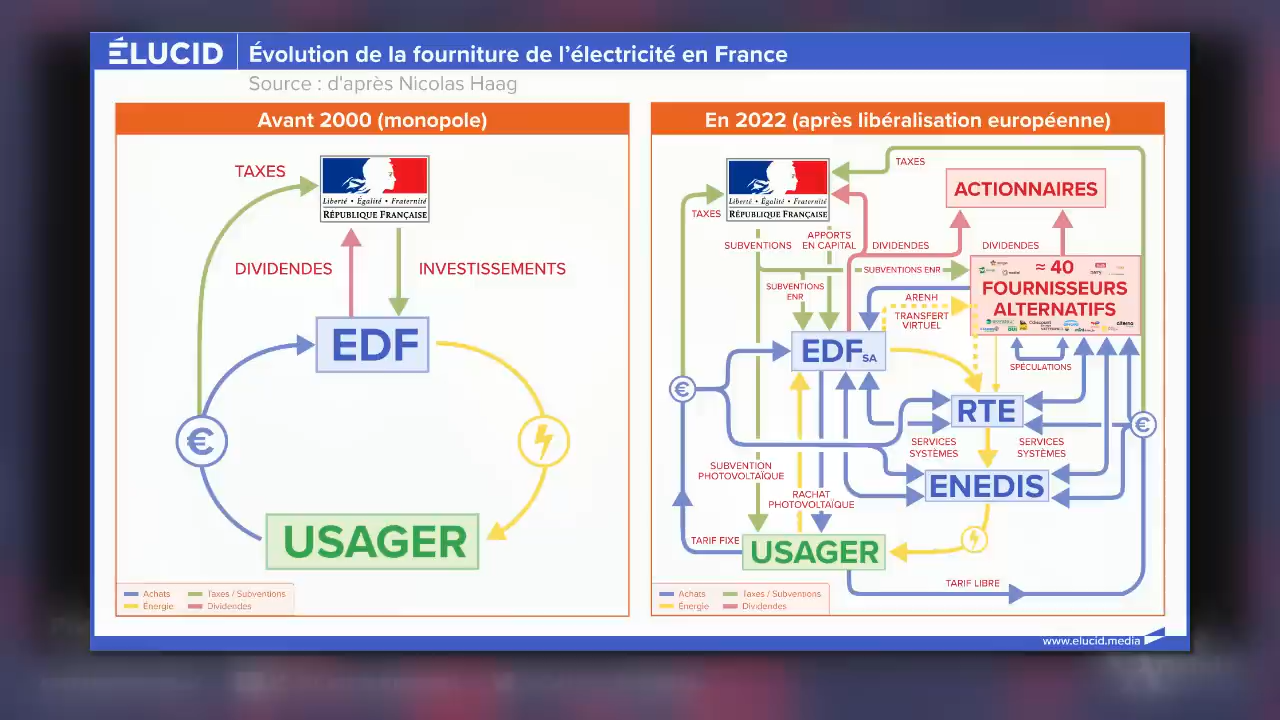 ÉLUCID
Évolution de la fourniture de l'électricité en France
Source : d'après Nicolas Haag
Avant 2000 (monopole)
TAXES
Liberté • Égalité • Fraternité
RÉPUBLIQUE FRANÇAISE
DIVIDENDES
INVESTISSEMENTS
EDF
€
USAGER
Achats
Taxes / Subventions
Énergie
Dividendes
En 2022 (après libéralisation européenne)
TAXES
ACTIONNAIRES
Liberté • Égalité • Fraternité
RÉPUBLIQUE FRANÇAISE
TAXES
SUBVENTIONS
APPORTS
EN CAPITAL
DIVIDENDES
DIVIDENDES
SUBVENTIONS ENR
≈ 40
FOURNISSEURS
ALTERNATIFS
SUBVENTIONS
ENR
ARENH
TRANSFERT
VIRTUEL
EDF SA
SPÉCULATIONS
€
RTE
€
SERVICES
SYSTÈMES
SERVICES
SYSTÈMES
SUBVENTION
PHOTOVOLTAÏQUE
ENEDIS
RACHAT
PHOTOVOLTAÏQUE
TARIF FIXE
USAGER
TARIF LIBRE
Achats
Taxes / Subventions
Énergie
Dividendes
www.elucid.media